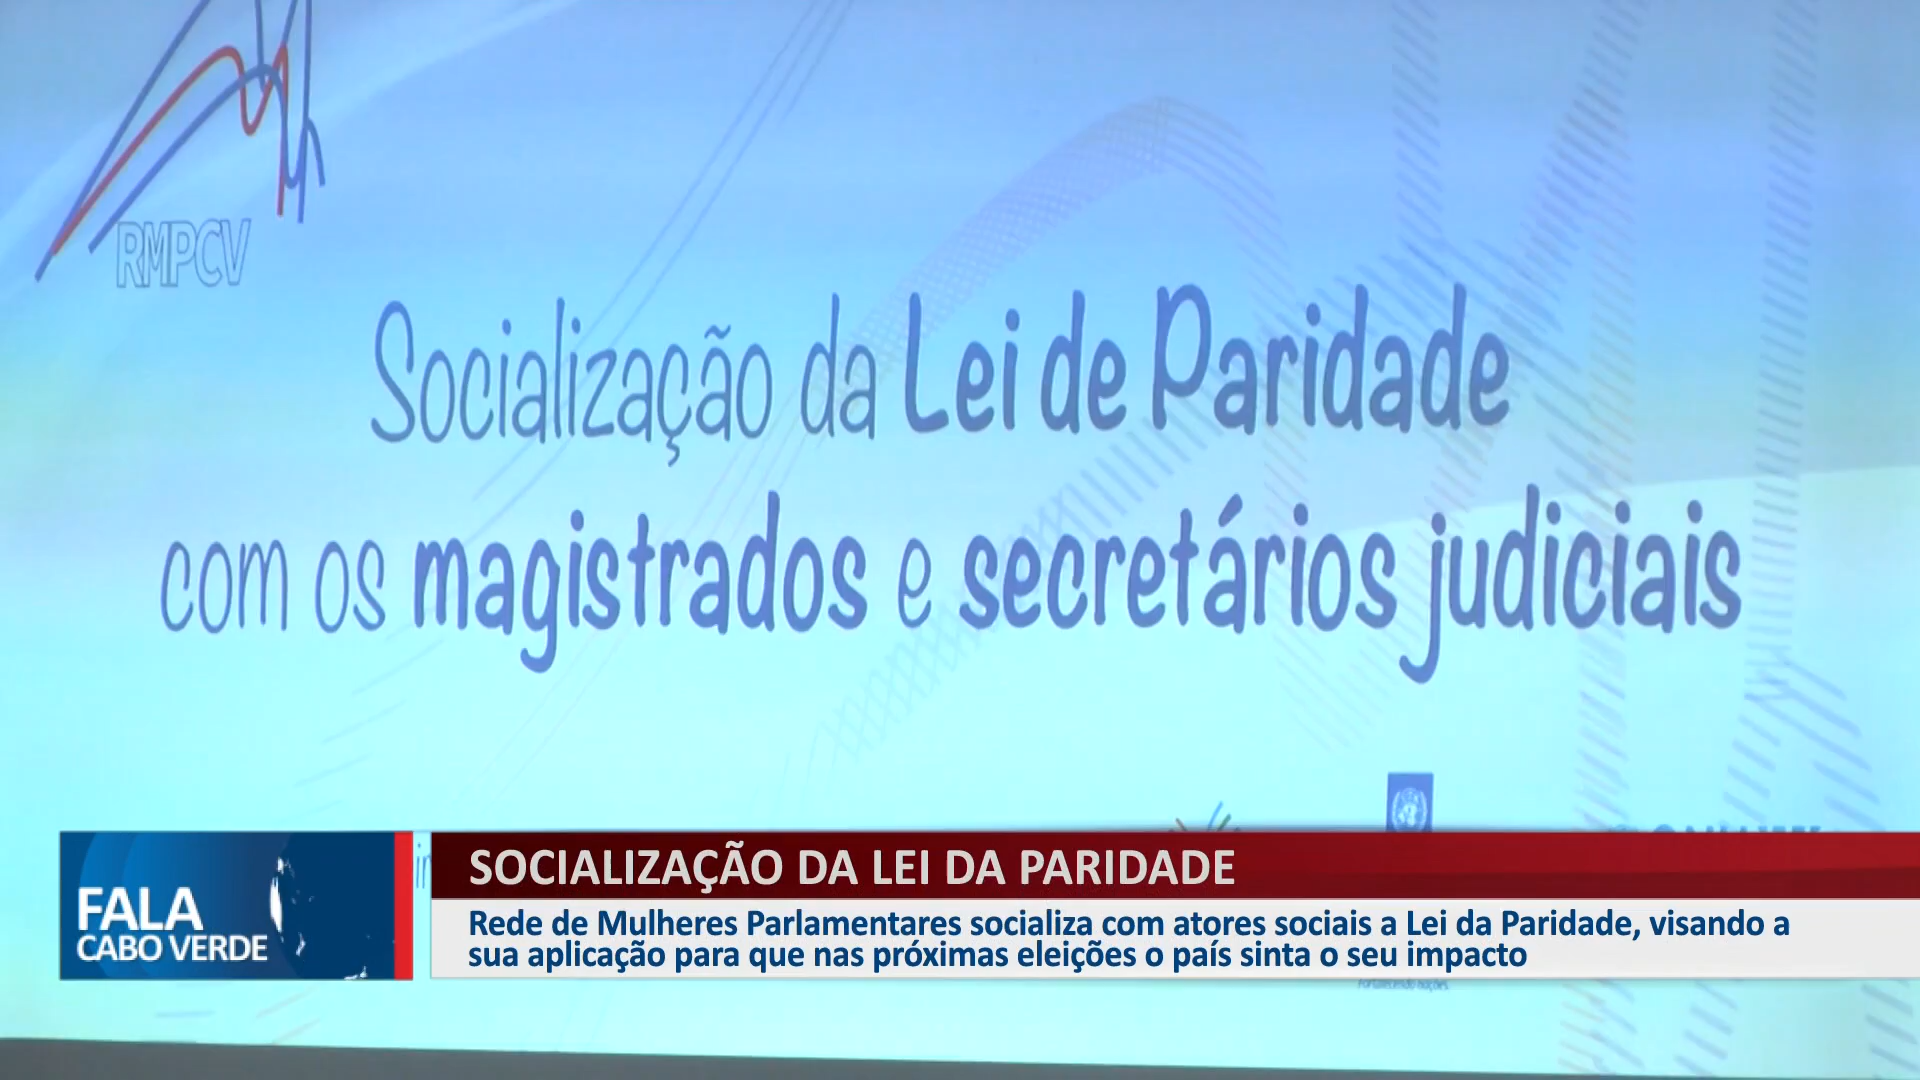 RMPCV
Socialização da Lei de Paridade
com os magistrados e secretários judiciais
FALA
CABO VERDE
SOCIALIZAÇÃO DA LEI DA PARIDADE
Rede de Mulheres Parlamentares socializa com atores sociais a Lei da Paridade, visando a
sua aplicação para que nas próximas eleições o país sinta o seu impacto
Fortalecendo nações.